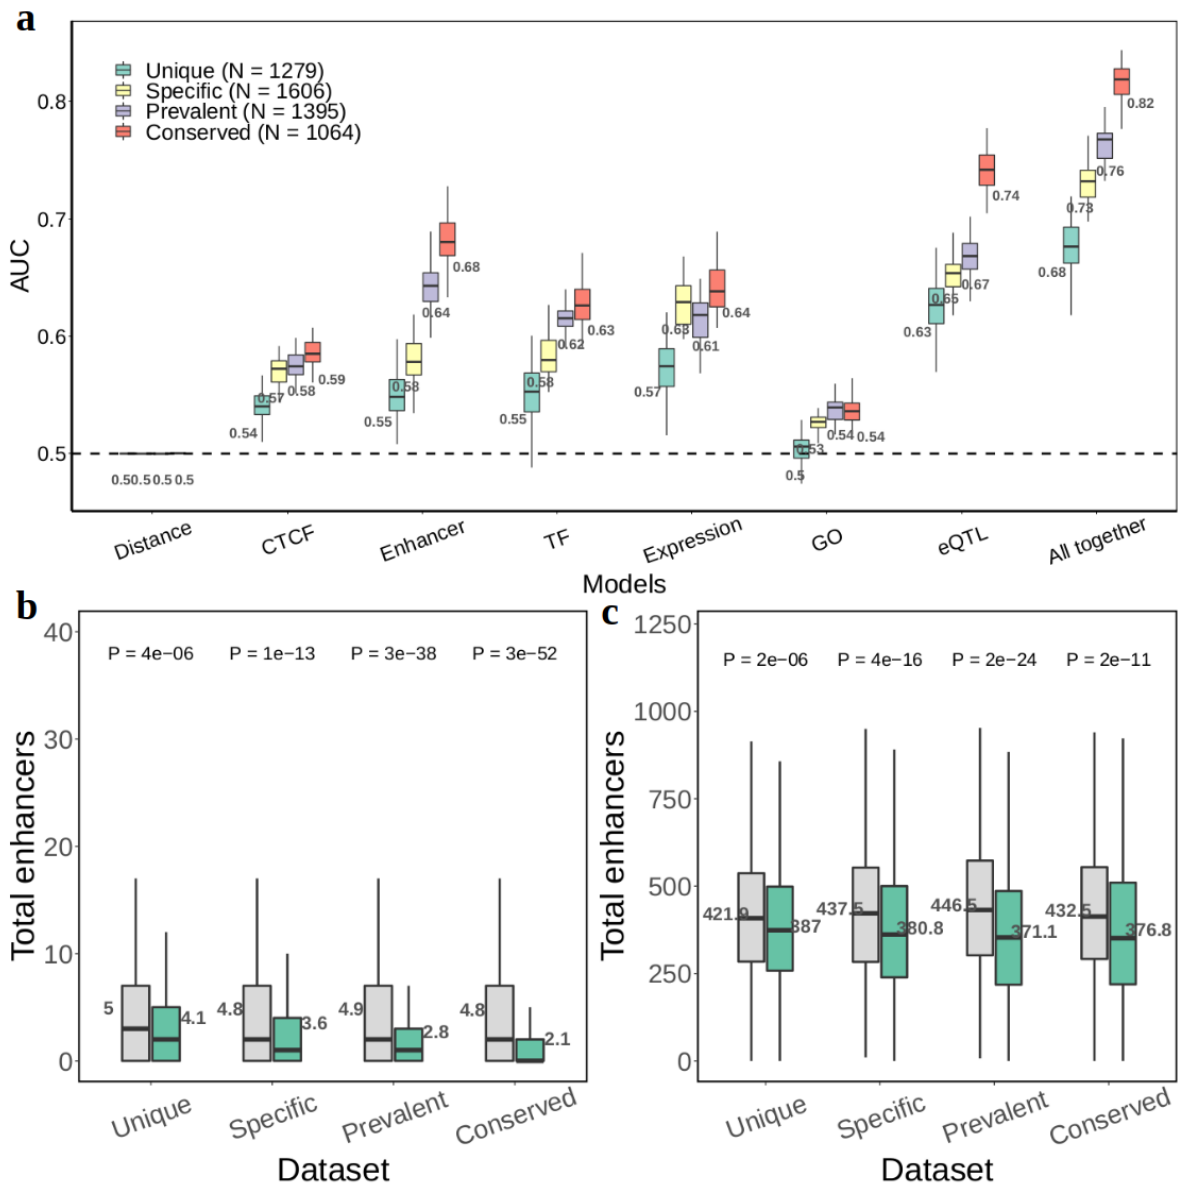 a
Unique (N = 1279)
Specific (N = 1606)
Prevalent (N = 1395)
Conserved (N = 1064)
AUC
0.8
0.7
0.6
0.5
0.50 0.5 0.5 0.5
0.54 0.57 0.58 0.59
0.55 0.58 0.64 0.68
0.55 0.58 0.62 0.63
0.57 0.63 0.61 0.64
0.5 0.53 0.54 0.54
0.63 0.65 0.67 0.74
0.68 0.73 0.76 0.82
Distance CTCF Enhancer TF Expression GO eQTL All together
Models
b
Total enhancers
40
30
20
10
0
P = 4e−06 P = 1e−13 P = 3e−38 P = 3e−52
5 4.1 4.8 3.6 4.9 2.8 4.8 2.1
Unique Specific Prevalent Conserved
Dataset
c
Total enhancers
1250
1000
750
500
250
0
P = 2e−06 P = 4e−16 P = 2e−24 P = 2e−11
421.9 387 437.5 380.8 446.5 371.1 432.5 376.8
Unique Specific Prevalent Conserved
Dataset